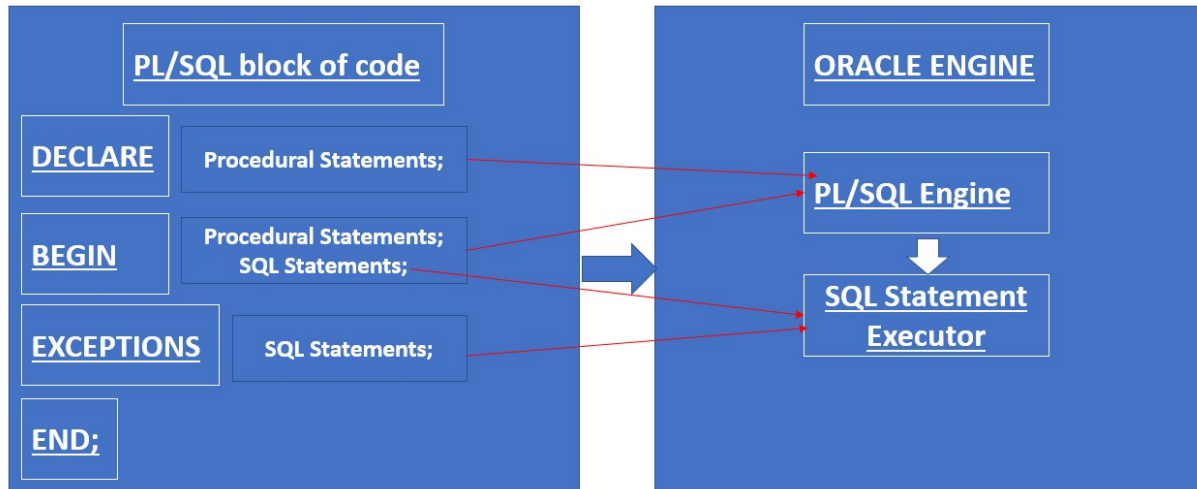 PL/SQL block of code
DECLARE
Procedural Statements;
BEGIN
Procedural Statements;
SQL Statements;
EXCEPTIONS
SQL Statements;
END;
ORACLE ENGINE
PL/SQL Engine
SQL Statement
Executor